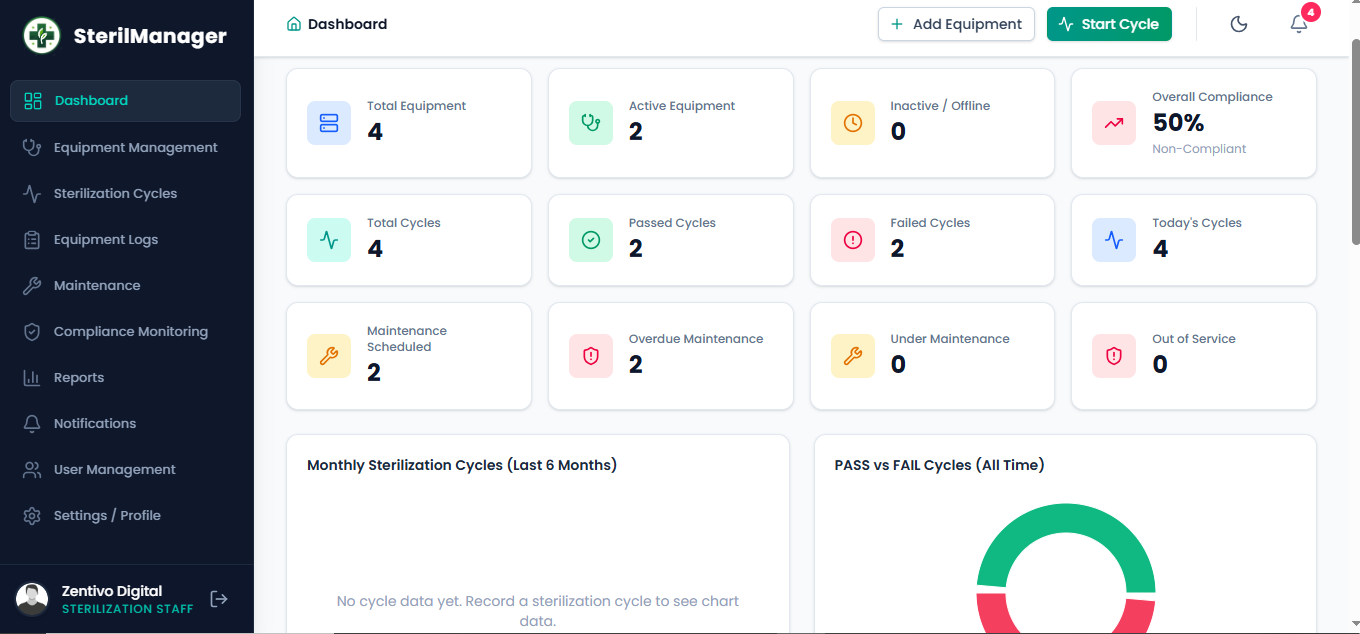 SterilManager
Dashboard
Equipment Management
Sterilization Cycles
Equipment Logs
Maintenance
Compliance Monitoring
Reports
Notifications
User Management
Settings / Profile
Zentivo Digital
STERILIZATION STAFF
Dashboard
Add Equipment
Start Cycle
4
Total Equipment
4
Active Equipment
2
Inactive / Offline
0
Overall Compliance
50%
Non-Compliant
Total Cycles
4
Passed Cycles
2
Failed Cycles
2
Today's Cycles
4
Maintenance
Scheduled
2
Overdue Maintenance
2
Under Maintenance
0
Out of Service
0
Monthly Sterilization Cycles (Last 6 Months)
No cycle data yet. Record a sterilization cycle to see chart
data.
PASS vs FAIL Cycles (All Time)